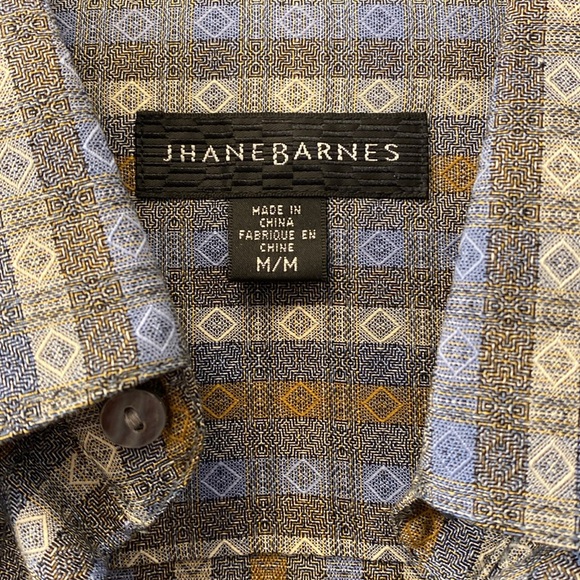 JHANEBARNES
MADE IN
CHINA
FABRIQUE EN
CHINE
M/M